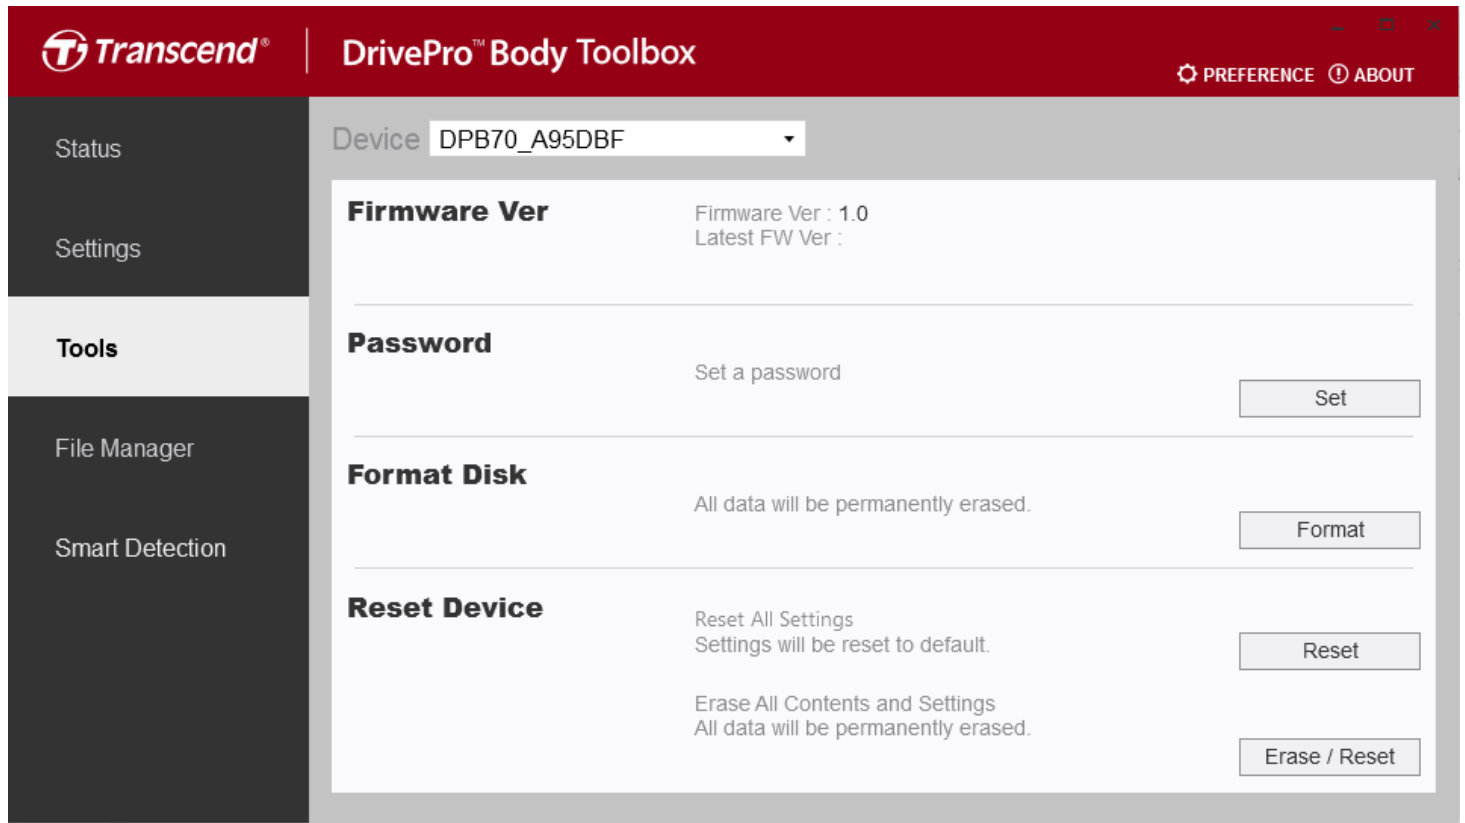 Transcend®
DrivePro™ Body Toolbox
PREFERENCE ABOUT
Status
Settings
Tools
File Manager
Smart Detection
Device DPB70_A95DBF
Firmware Ver
Firmware Ver : 1.0
Latest FW Ver :
Password
Set a password
Set
Format Disk
All data will be permanently erased.
Format
Reset Device
Reset All Settings
Settings will be reset to default.
Reset
Erase All Contents and Settings
All data will be permanently erased.
Erase / Reset